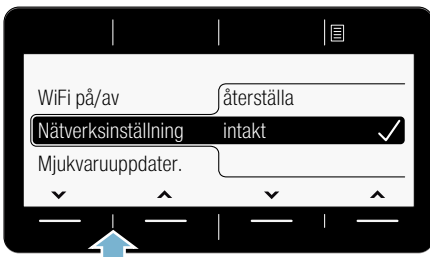 WiFi på/av återställa
Nätverksinställning intakt
Mjukvaruuppdater.